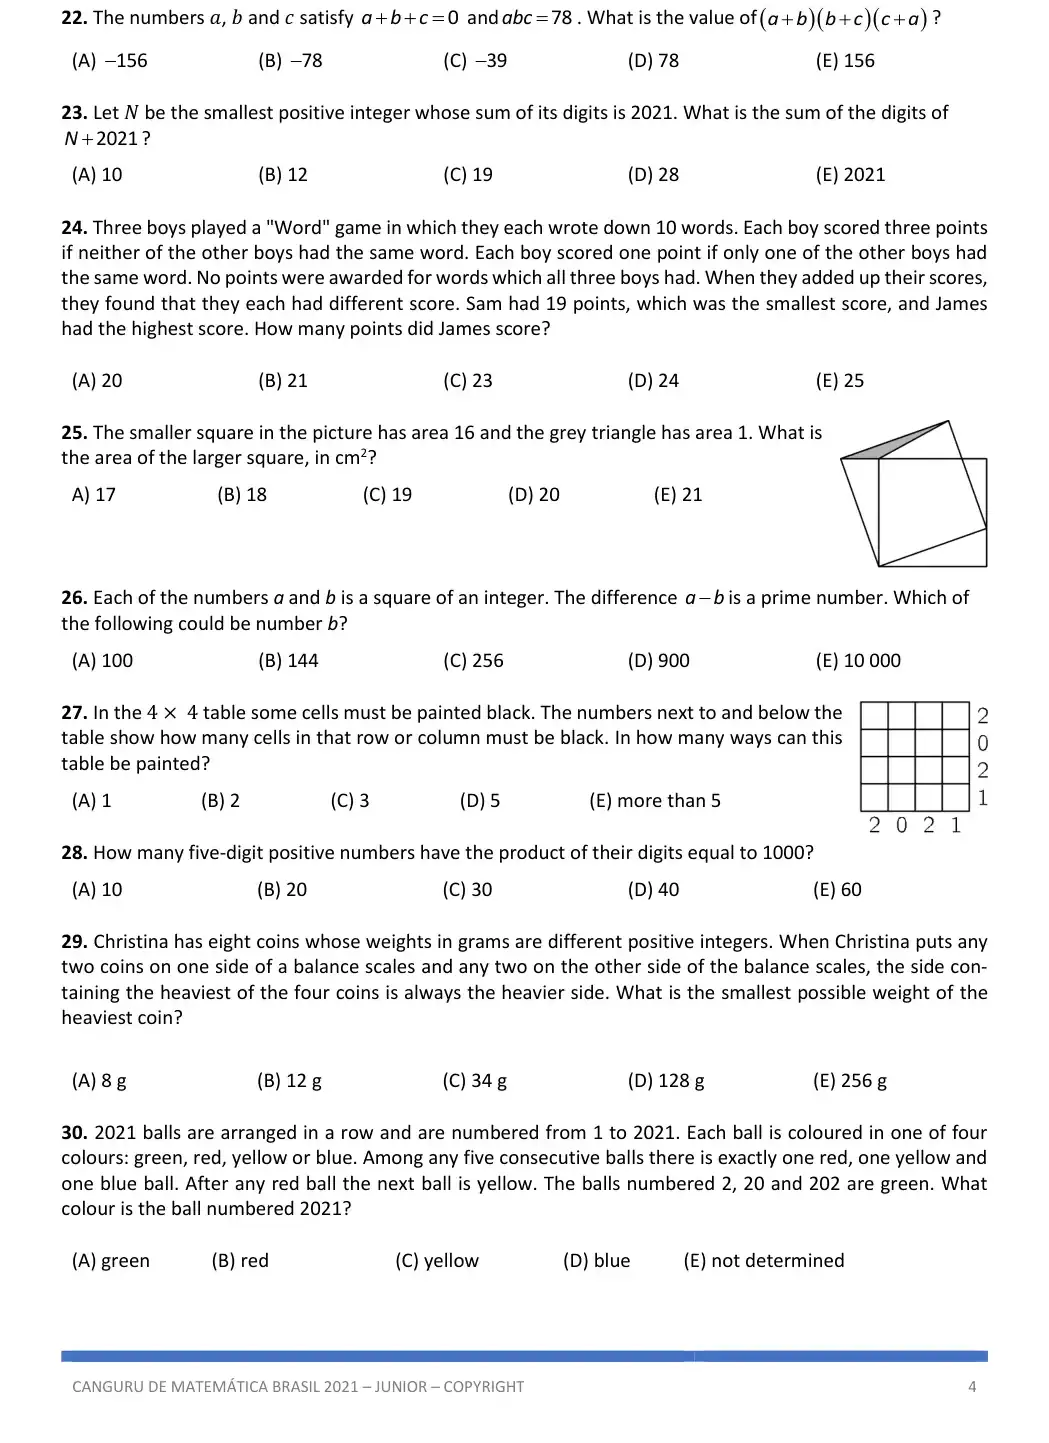 22. The numbers a, b and c satisfy a+b+c=0 and abc=78. What is the value of (a+b)(b+c)(c+a)?
(A) −156 (B) −78 (C) −39 (D) 78 (E) 156
23. Let N be the smallest positive integer whose sum of its digits is 2021. What is the sum of the digits of
N+2021?
(A) 10 (B) 12 (C) 19 (D) 28 (E) 2021
24. Three boys played a "Word" game in which they each wrote down 10 words. Each boy scored three points
if neither of the other boys had the same word. Each boy scored one point if only one of the other boys had
the same word. No points were awarded for words which all three boys had. When they added up their scores,
they found that they each had different score. Sam had 19 points, which was the smallest score, and James
had the highest score. How many points did James score?
(A) 20 (B) 21 (C) 23 (D) 24 (E) 25
25. The smaller square in the picture has area 16 and the grey triangle has area 1. What is
the area of the larger square, in cm²?
A) 17 (B) 18 (C) 19 (D) 20 (E) 21
26. Each of the numbers a and b is a square of an integer. The difference a−b is a prime number. Which of
the following could be number b?
(A) 100 (B) 144 (C) 256 (D) 900 (E) 10 000
27. In the 4 × 4 table some cells must be painted black. The numbers next to and below the
table show how many cells in that row or column must be black. In how many ways can this
table be painted?
(A) 1 (B) 2 (C) 3 (D) 5 (E) more than 5
2
0
2
1
2 0 2 1
28. How many five-digit positive numbers have the product of their digits equal to 1000?
(A) 10 (B) 20 (C) 30 (D) 40 (E) 60
29. Christina has eight coins whose weights in grams are different positive integers. When Christina puts any
two coins on one side of a balance scales and any two on the other side of the balance scales, the side con-
taining the heaviest of the four coins is always the heavier side. What is the smallest possible weight of the
heaviest coin?
(A) 8 g (B) 12 g (C) 34 g (D) 128 g (E) 256 g
30. 2021 balls are arranged in a row and are numbered from 1 to 2021. Each ball is coloured in one of four
colours: green, red, yellow or blue. Among any five consecutive balls there is exactly one red, one yellow and
one blue ball. After any red ball the next ball is yellow. The balls numbered 2, 20 and 202 are green. What
colour is the ball numbered 2021?
(A) green (B) red (C) yellow (D) blue (E) not determined
CANGURU DE MATEMÁTICA BRASIL 2021 – JUNIOR – COPYRIGHT 4